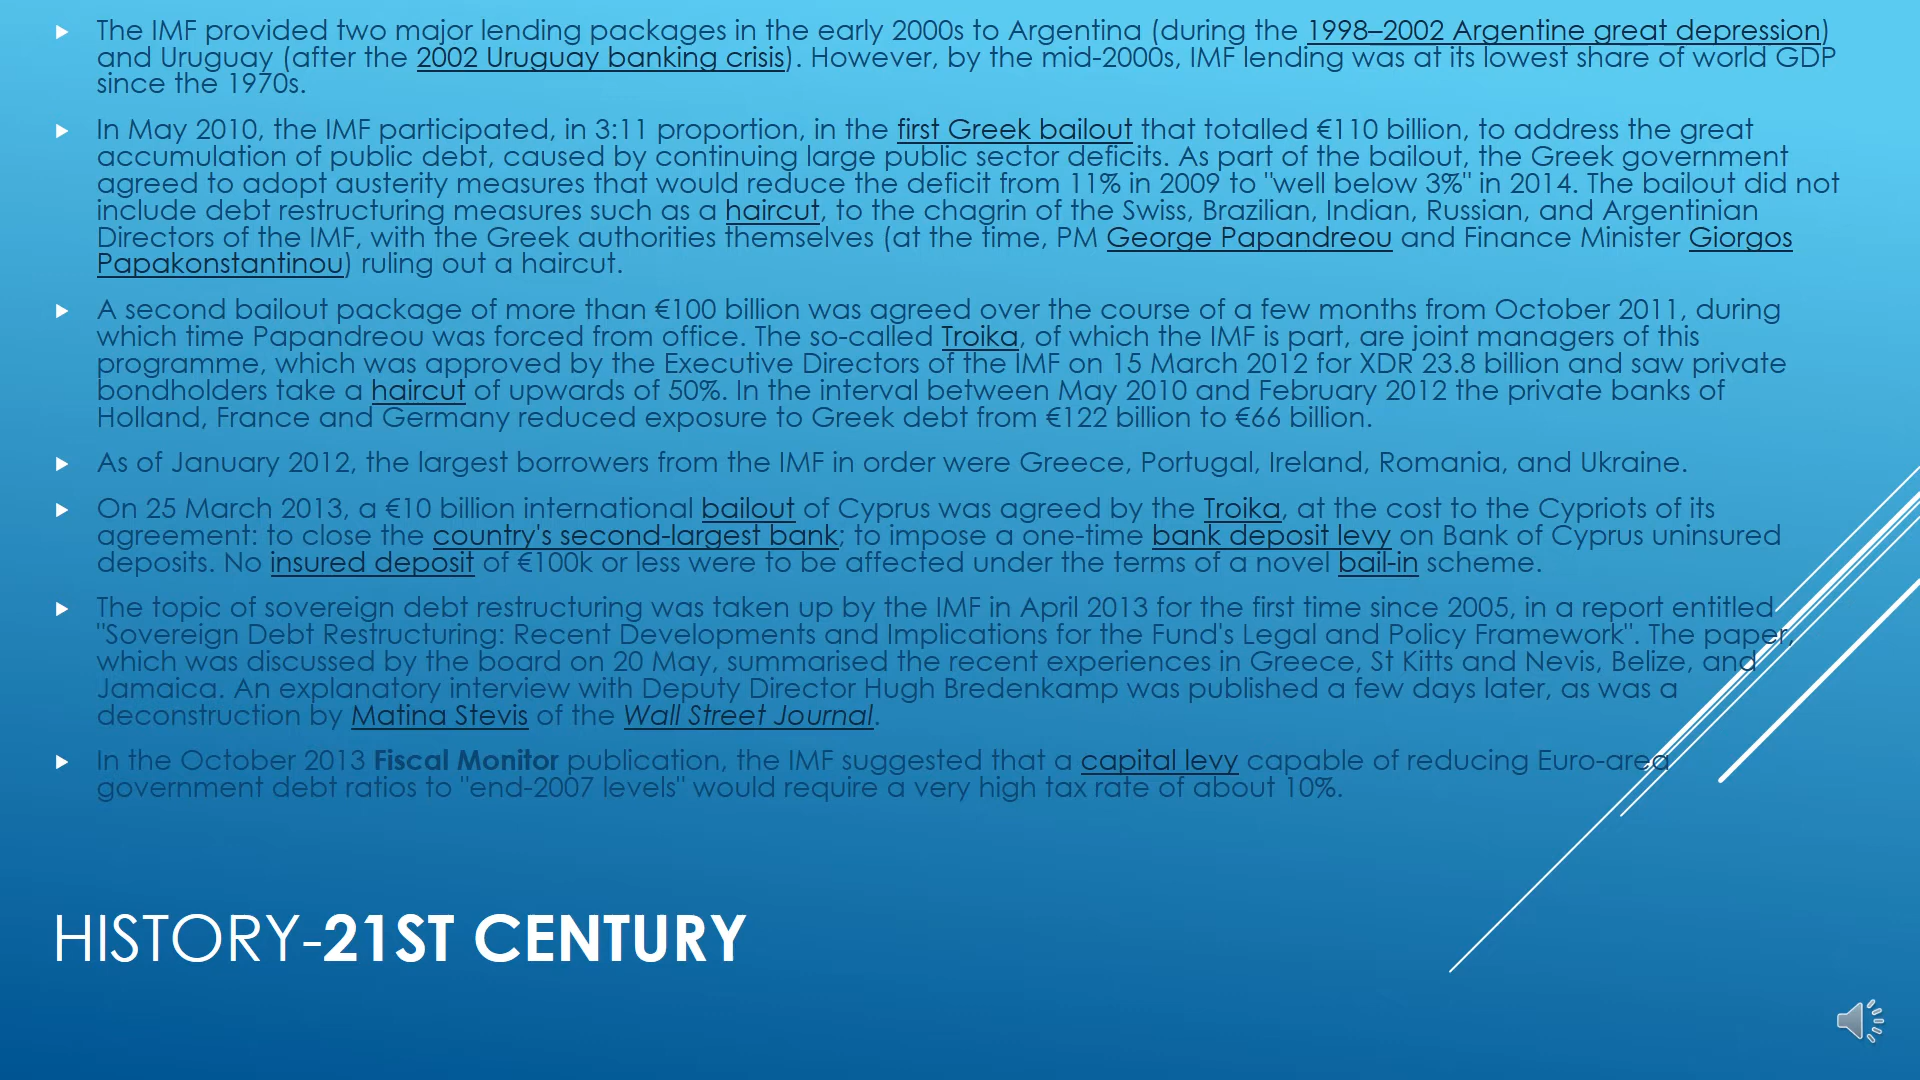 The IMF provided two major lending packages in the early 2000s to Argentina (during the 1998–2002 Argentine great depression)
and Uruguay (after the 2002 Uruguay banking crisis). However, by the mid-2000s, IMF lending was at its lowest share of world GDP
since the 1970s.
In May 2010, the IMF participated, in 3:11 proportion, in the first Greek bailout that totalled €110 billion, to address the great
accumulation of public debt, caused by continuing large public sector deficits. As part of the bailout, the Greek government
agreed to adopt austerity measures that would reduce the deficit from 11% in 2009 to "well below 3%" in 2014. The bailout did not
include debt restructuring measures such as a haircut, to the chagrin of the Swiss, Brazilian, Indian, Russian, and Argentinian
Directors of the IMF, with the Greek authorities themselves (at the time, PM George Papandreou and Finance Minister Giorgos
Papakonstantinou) ruling out a haircut.
A second bailout package of more than €100 billion was agreed over the course of a few months from October 2011, during
which time Papandreou was forced from office. The so-called Troika, of which the IMF is part, are joint managers of this
programme, which was approved by the Executive Directors of the IMF on 15 March 2012 for XDR 23.8 billion and saw private
bondholders take a haircut of upwards of 50%. In the interval between May 2010 and February 2012 the private banks of
Holland, France and Germany reduced exposure to Greek debt from €122 billion to €66 billion.
As of January 2012, the largest borrowers from the IMF in order were Greece, Portugal, Ireland, Romania, and Ukraine.
On 25 March 2013, a €10 billion international bailout of Cyprus was agreed by the Troika, at the cost to the Cypriots of its
agreement: to close the country's second-largest bank; to impose a one-time bank deposit levy on Bank of Cyprus uninsured
deposits. No insured deposit of €100k or less were to be affected under the terms of a novel bail-in scheme.
The topic of sovereign debt restructuring was taken up by the IMF in April 2013 for the first time since 2005, in a report entitled
"Sovereign Debt Restructuring: Recent Developments and Implications for the Fund's Legal and Policy Framework". The paper,
which was discussed by the board on 20 May, summarised the recent experiences in Greece, St Kitts and Nevis, Belize, and
Jamaica. An explanatory interview with Deputy Director Hugh Bredenkamp was published a few days later, as was a
deconstruction by Matina Stevis of the Wall Street Journal.
In the October 2013 Fiscal Monitor publication, the IMF suggested that a capital levy capable of reducing Euro-area
government debt ratios to "end-2007 levels" would require a very high tax rate of about 10%.
HISTORY-21ST CENTURY